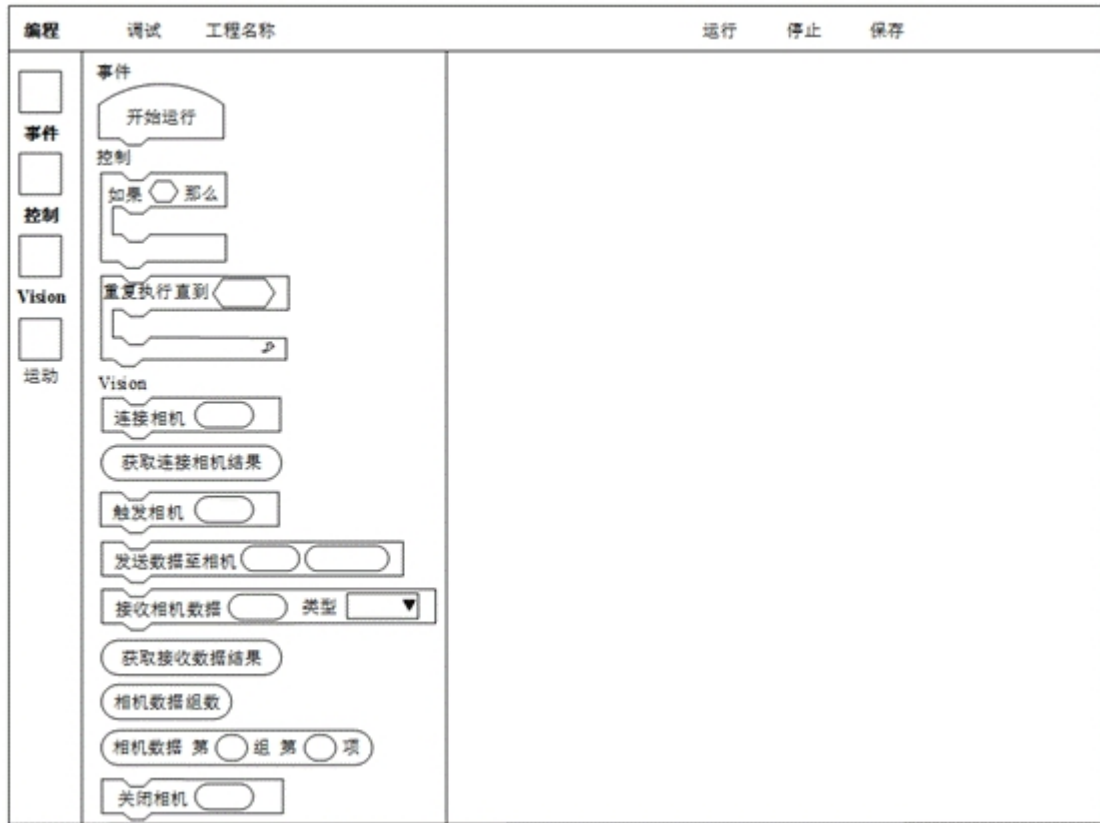 编程 调试 工程名称 运行 停止 保存
事件
控制
Vision
运动
事件
开始运行
控制
如果 那么
重复执行直到
Vision
连接相机
获取连接相机结果
触发相机
发送数据至相机
接收相机数据 类型
获取接收数据结果
相机数据组数
相机数据 第 组 第 项
关闭相机